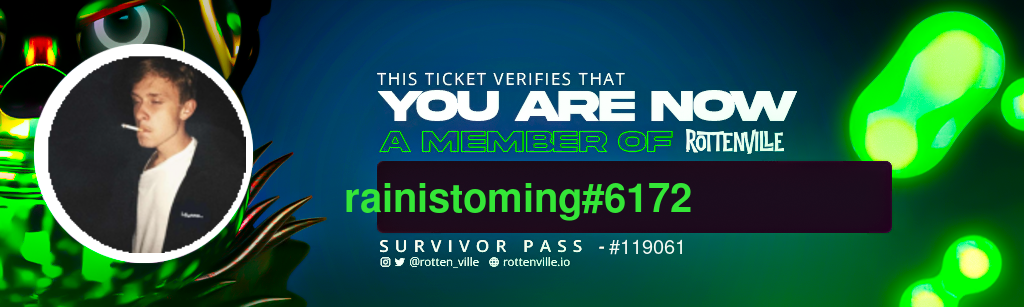 THIS TICKET VERIFIES THAT
YOU ARE NOW
A MEMBER OF ROTTENVILLE
rainistoming#6172
SURVIVOR PASS - #119061
@rotten_ville rottenville.io